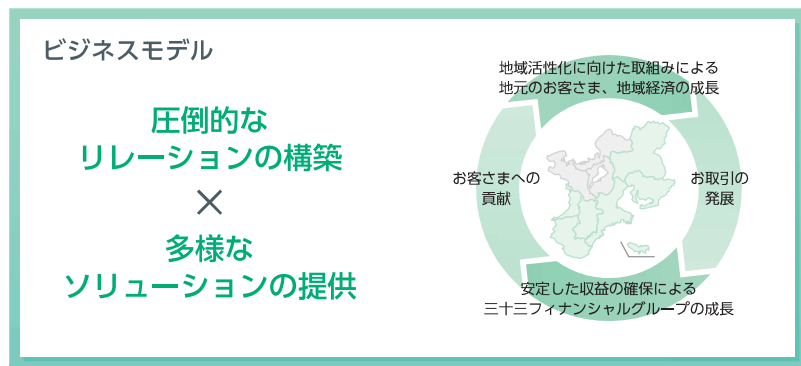 ビジネスモデル
圧倒的な
リレーションの構築
×
多様な
ソリューションの提供
地域活性化に向けた取組みによる
地元のお客さま、地域経済の成長
お客さまへの
貢献
お取引の
発展
安定した収益の確保による
三十三フィナンシャルグループの成長